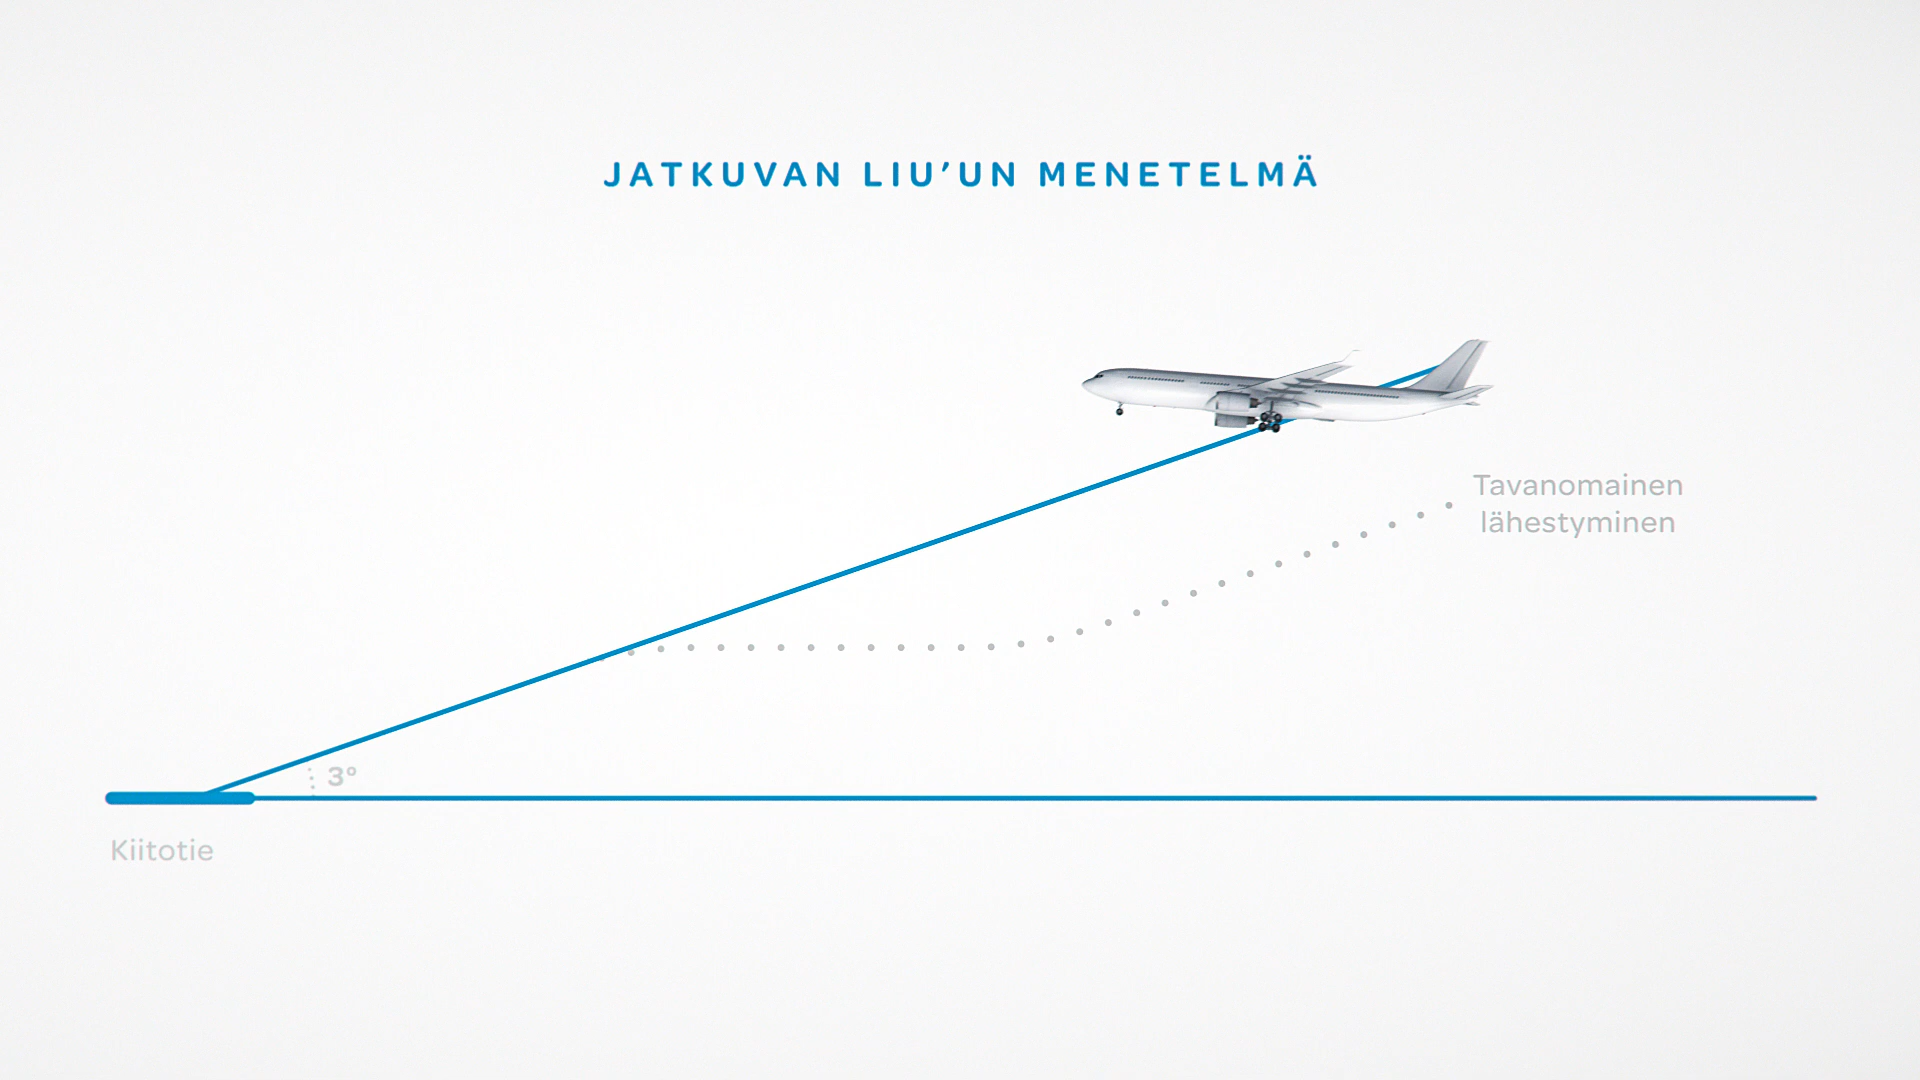 JATKUVAN LIU’UN MENETELMÄ
Tavanomainen
lähestyminen
3°
Kiitotie